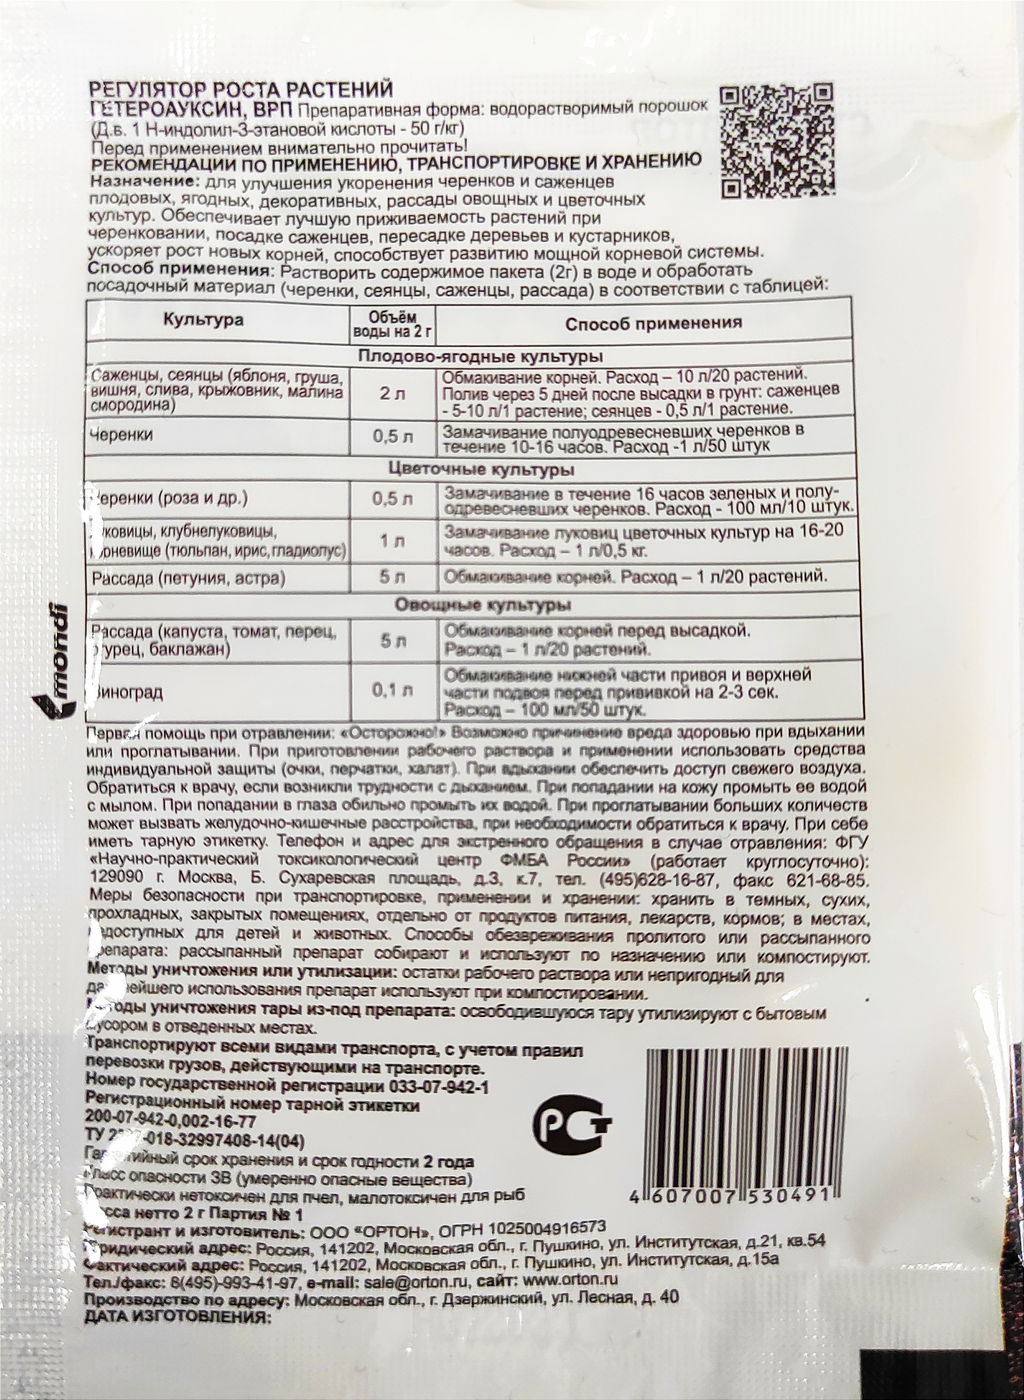 РЕГУЛЯТОР РОСТА РАСТЕНИЙ
ГЕТЕРОАУКСИН, ВРП Препаративная форма: водорастворимый порошок
(Д.в. 1 Н-индолил-3-этановой кислоты - 50 г/кг)
Перед применением внимательно прочитать!
РЕКОМЕНДАЦИИ ПО ПРИМЕНЕНИЮ, ТРАНСПОРТИРОВКЕ И ХРАНЕНИЮ
Назначение: для улучшения укоренения черенков и саженцев
плодовых, ягодных, декоративных, рассады овощных и цветочных
культур. Обеспечивает лучшую приживаемость растений при
черенковании, посадке саженцев, пересадке деревьев и кустарников,
ускоряет рост новых корней, способствует развитию мощной корневой системы.
Способ применения: Растворить содержимое пакета (2г) в воде и обработать
посадочный материал (черенки, сеянцы, саженцы, рассада) в соответствии с таблицей:
Культура
Объём
воды на 2 г
Способ применения
Плодово-ягодные культуры
Саженцы, сеянцы (яблоня, груша,
вишня, слива, крыжовник, малина
смородина)
2 л
Обмакивание корней. Расход – 10 л/20 растений.
Полив через 5 дней после высадки в грунт: саженцев
- 5-10 л/1 растение; сеянцев - 0,5 л/1 растение.
Черенки
0,5 л
Замачивание полуодревесневших черенков в
течение 10-16 часов. Расход -1 л/50 штук
Цветочные культуры
Черенки (роза и др.)
0,5 л
Замачивание в течение 16 часов зеленых и полу-
одревесневших черенков. Расход - 100 мл/10 штук.
Луковицы, клубнелуковицы,
корневище (тюльпан, ирис, гладиолус)
1 л
Замачивание луковиц цветочных культур на 16-20
часов. Расход – 1 л/0,5 кг.
Рассада (петуния, астра)
5 л
Обмакивание корней. Расход – 1 л/20 растений.
Овощные культуры
Рассада (капуста, томат, перец,
огурец, баклажан)
5 л
Обмакивание корней перед высадкой.
Расход – 1 л/20 растений.
Виноград
0,1 л
Обмакивание нижней части привоя и верхней
части подвоя перед прививкой на 2-3 сек.
Расход – 100 мл/50 штук.
mondi
Первая помощь при отравлении: «Осторожно!» Возможно причинение вреда здоровью при вдыхании
или проглатывании. При приготовлении рабочего раствора и применении использовать средства
индивидуальной защиты (очки, перчатки, халат). При вдыхании обеспечить доступ свежего воздуха.
Обратиться к врачу, если возникли трудности с дыханием. При попадании на кожу промыть ее водой
с мылом. При попадании в глаза обильно промыть их водой. При проглатывании больших количеств
может вызвать желудочно-кишечные расстройства, при необходимости обратиться к врачу. При себе
иметь тарную этикетку. Телефон и адрес для экстренного обращения в случае отравления: ФГУ
«Научно-практический токсикологический центр ФМБА России» (работает круглосуточно):
129090 г. Москва, Б. Сухаревская площадь, д.3, к.7, тел. (495)628-16-87, факс 621-68-85.
Меры безопасности при транспортировке, применении и хранении: хранить в темных, сухих,
прохладных, закрытых помещениях, отдельно от продуктов питания, лекарств, кормов; в местах,
недоступных для детей и животных. Способы обезвреживания пролитого или рассыпанного
препарата: рассыпанный препарат собирают и используют по назначению или компостируют.
Методы уничтожения или утилизации: остатки рабочего раствора или непригодный для
дальнейшего использования препарат используют при компостировании.
Методы уничтожения тары из-под препарата: освободившуюся тару утилизируют с бытовым
мусором в отведенных местах.
Транспортируют всеми видами транспорта, с учетом правил
перевозки грузов, действующими на транспорте.
Номер государственной регистрации 033-07-942-1
Регистрационный номер тарной этикетки
200-07-942-0,002-16-77
ТУ -018-32997408-14(04)
Гарантийный срок хранения и срок годности 2 года
Класс опасности 3В (умеренно опасные вещества)
Практически нетоксичен для пчел, малотоксичен для рыб
Масса нетто 2 г Партия № 1
РСТ
4 607007 530491
Регистрант и изготовитель: ООО «ОРТОН», ОГРН 1025004916573
Юридический адрес: Россия, 141202, Московская обл., г. Пушкино, ул. Институтская, д.21, кв.54
Фактический адрес: Россия, 141202, Московская обл., г. Пушкино, ул. Институтская, д.15а
Тел./факс: 8(495)-993-41-97, e-mail: sale@orton.ru, сайт: www.orton.ru
Производство по адресу: Московская обл., г. Дзержинский, ул. Лесная, д. 40
ДАТА ИЗГОТОВЛЕНИЯ: